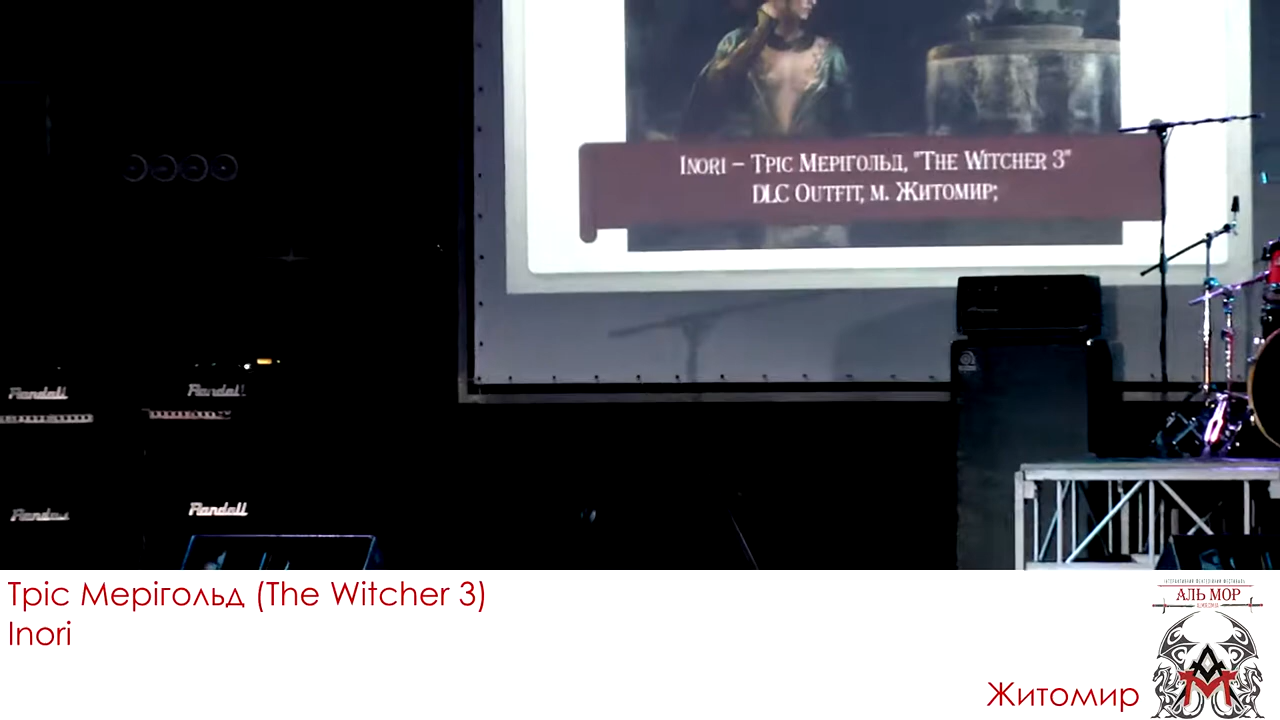 Inori – Тріс Мерігольд, "The Witcher 3"
DLC Outfit, м. Житомир;
Randall
Randall
Randall
Randall
Тріс Мерігольд (The Witcher 3)
Inori
АЛЬ МОР
Житомир